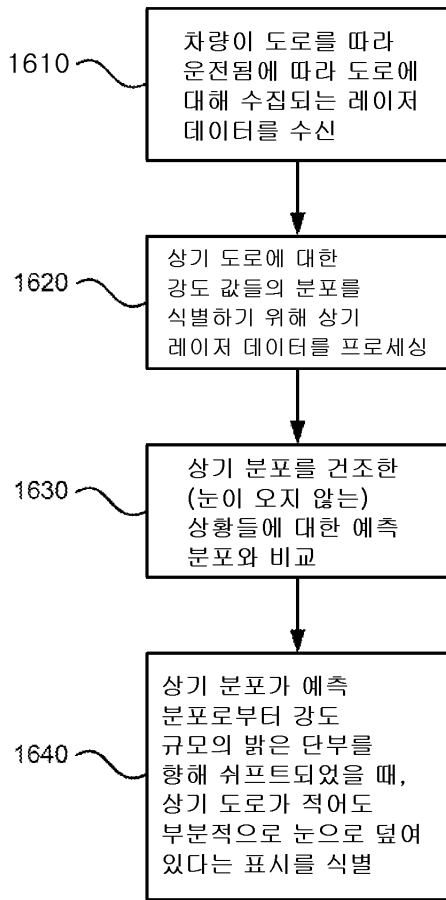 1610
차량이 도로를 따라
운전됨에 따라 도로에
대해 수집되는 레이저
데이터를 수신
1620
상기 도로에 대한
강도 값들의 분포를
식별하기 위해 상기
레이저 데이터를 프로세싱
1630
상기 분포를 건조한
(눈이 오지 않는)
상황들에 대한 예측
분포와 비교
1640
상기 분포가 예측
분포로부터 강도
규모의 밝은 단부를
향해 쉬프트되었을 때,
상기 도로가 적어도
부분적으로 눈으로 덮여
있다는 표시를 식별